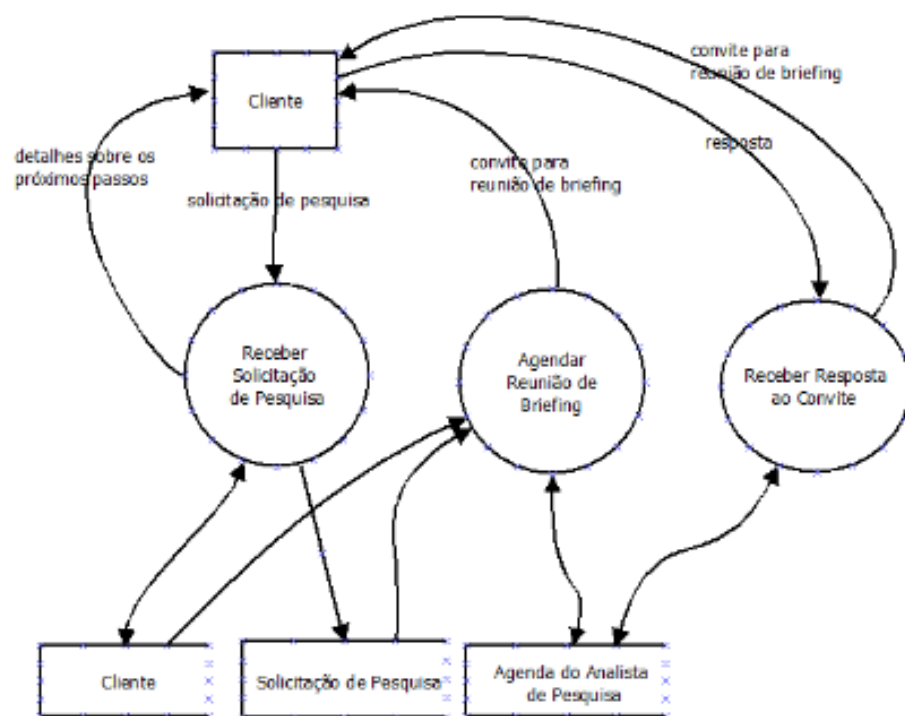 convite para
reunião de briefing
Cliente
resposta
detalhes sobre os
próximos passos
convite para
reunião de briefing
solicitação de pesquisa
Receber
Solicitação
de Pesquisa
Agendar
Reunião de
Briefing
Receber Resposta
ao Convite
Cliente
Solicitação de Pesquisa
Agenda do Analista
de Pesquisa